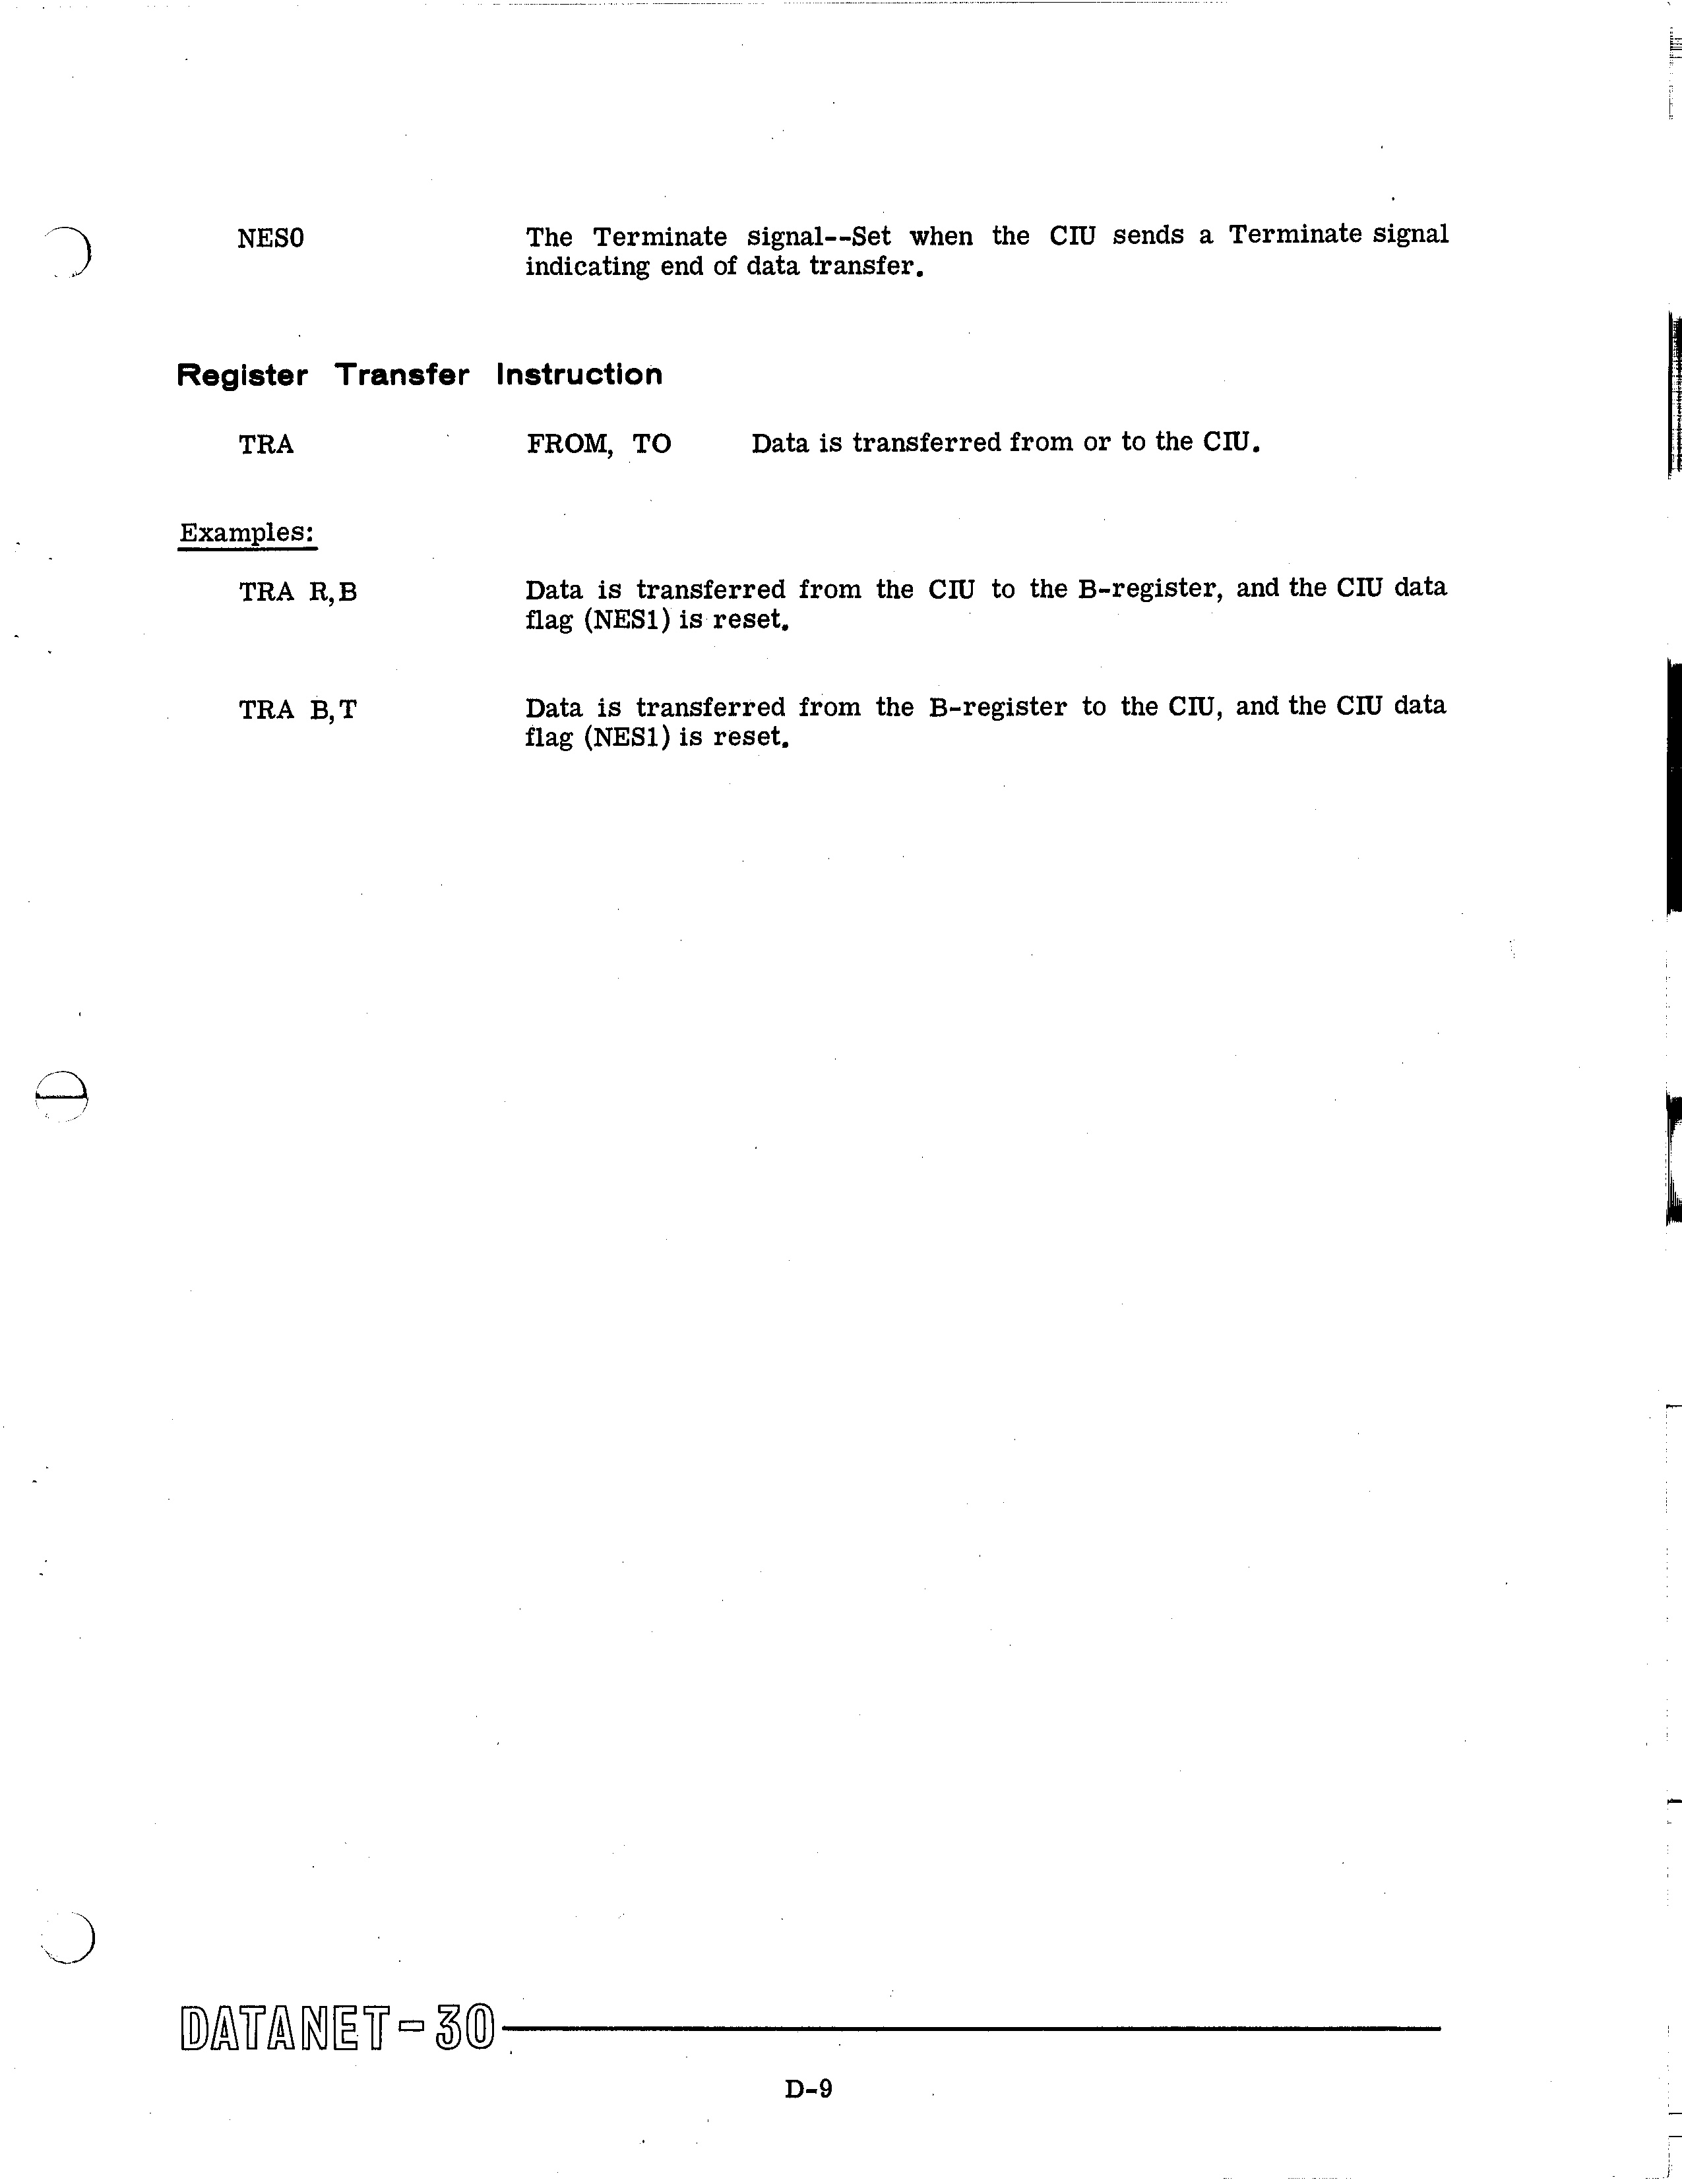 NES0 The Terminate signal--Set when the CIU sends a Terminate signal
indicating end of data transfer.
Register Transfer Instruction
TRA FROM, TO Data is transferred from or to the CIU.
Examples:
TRA R,B Data is transferred from the CIU to the B-register, and the CIU data
flag (NES1) is reset.
TRA B,T Data is transferred from the B-register to the CIU, and the CIU data
flag (NES1) is reset.
DATANET-30
D-9